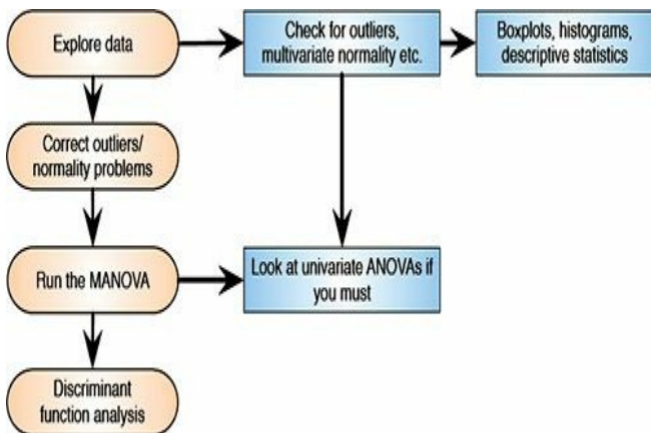 Explore data
Check for outliers,
multivariate normality etc.
Boxplots, histograms,
descriptive statistics
Correct outliers/
normality problems
Run the MANOVA
Look at univariate ANOVAs if
you must
Discriminant
function analysis